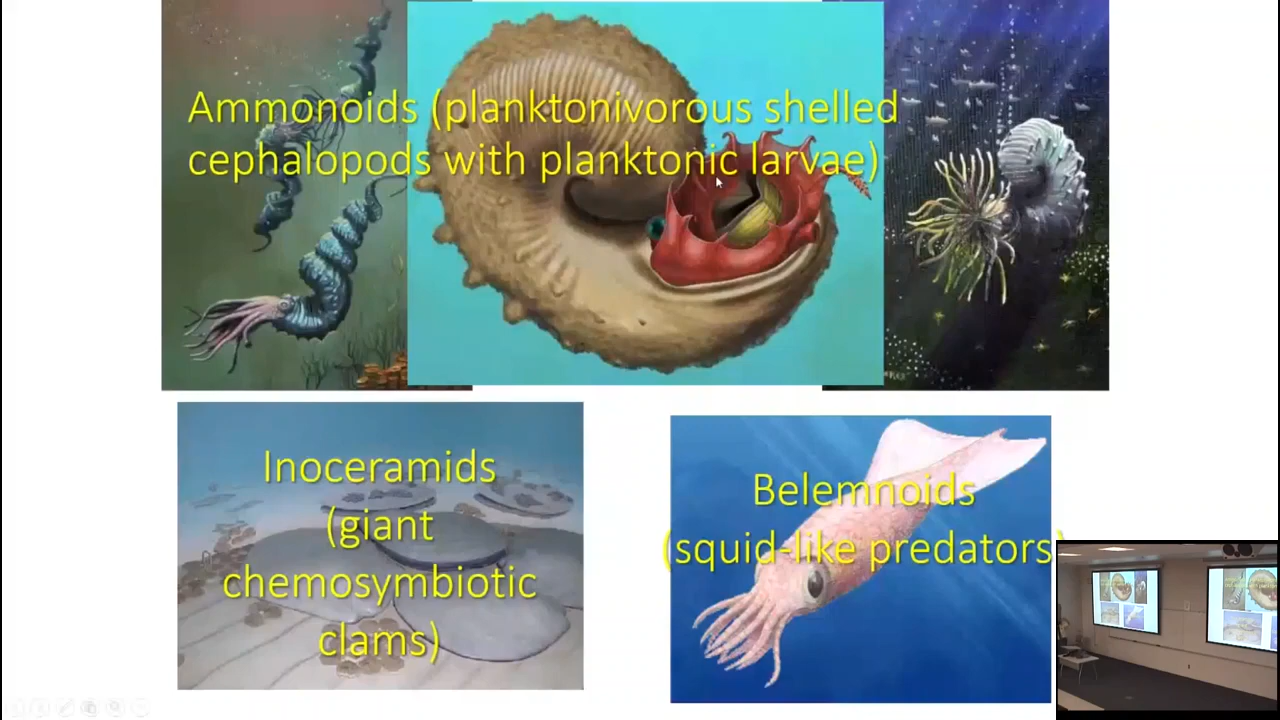 Ammonoids (planktonivorous shelled
cephalopods with planktonic larvae)
Inoceramids
(giant
chemosymbiotic
clams)
Belemnoids
(squid-like predators)